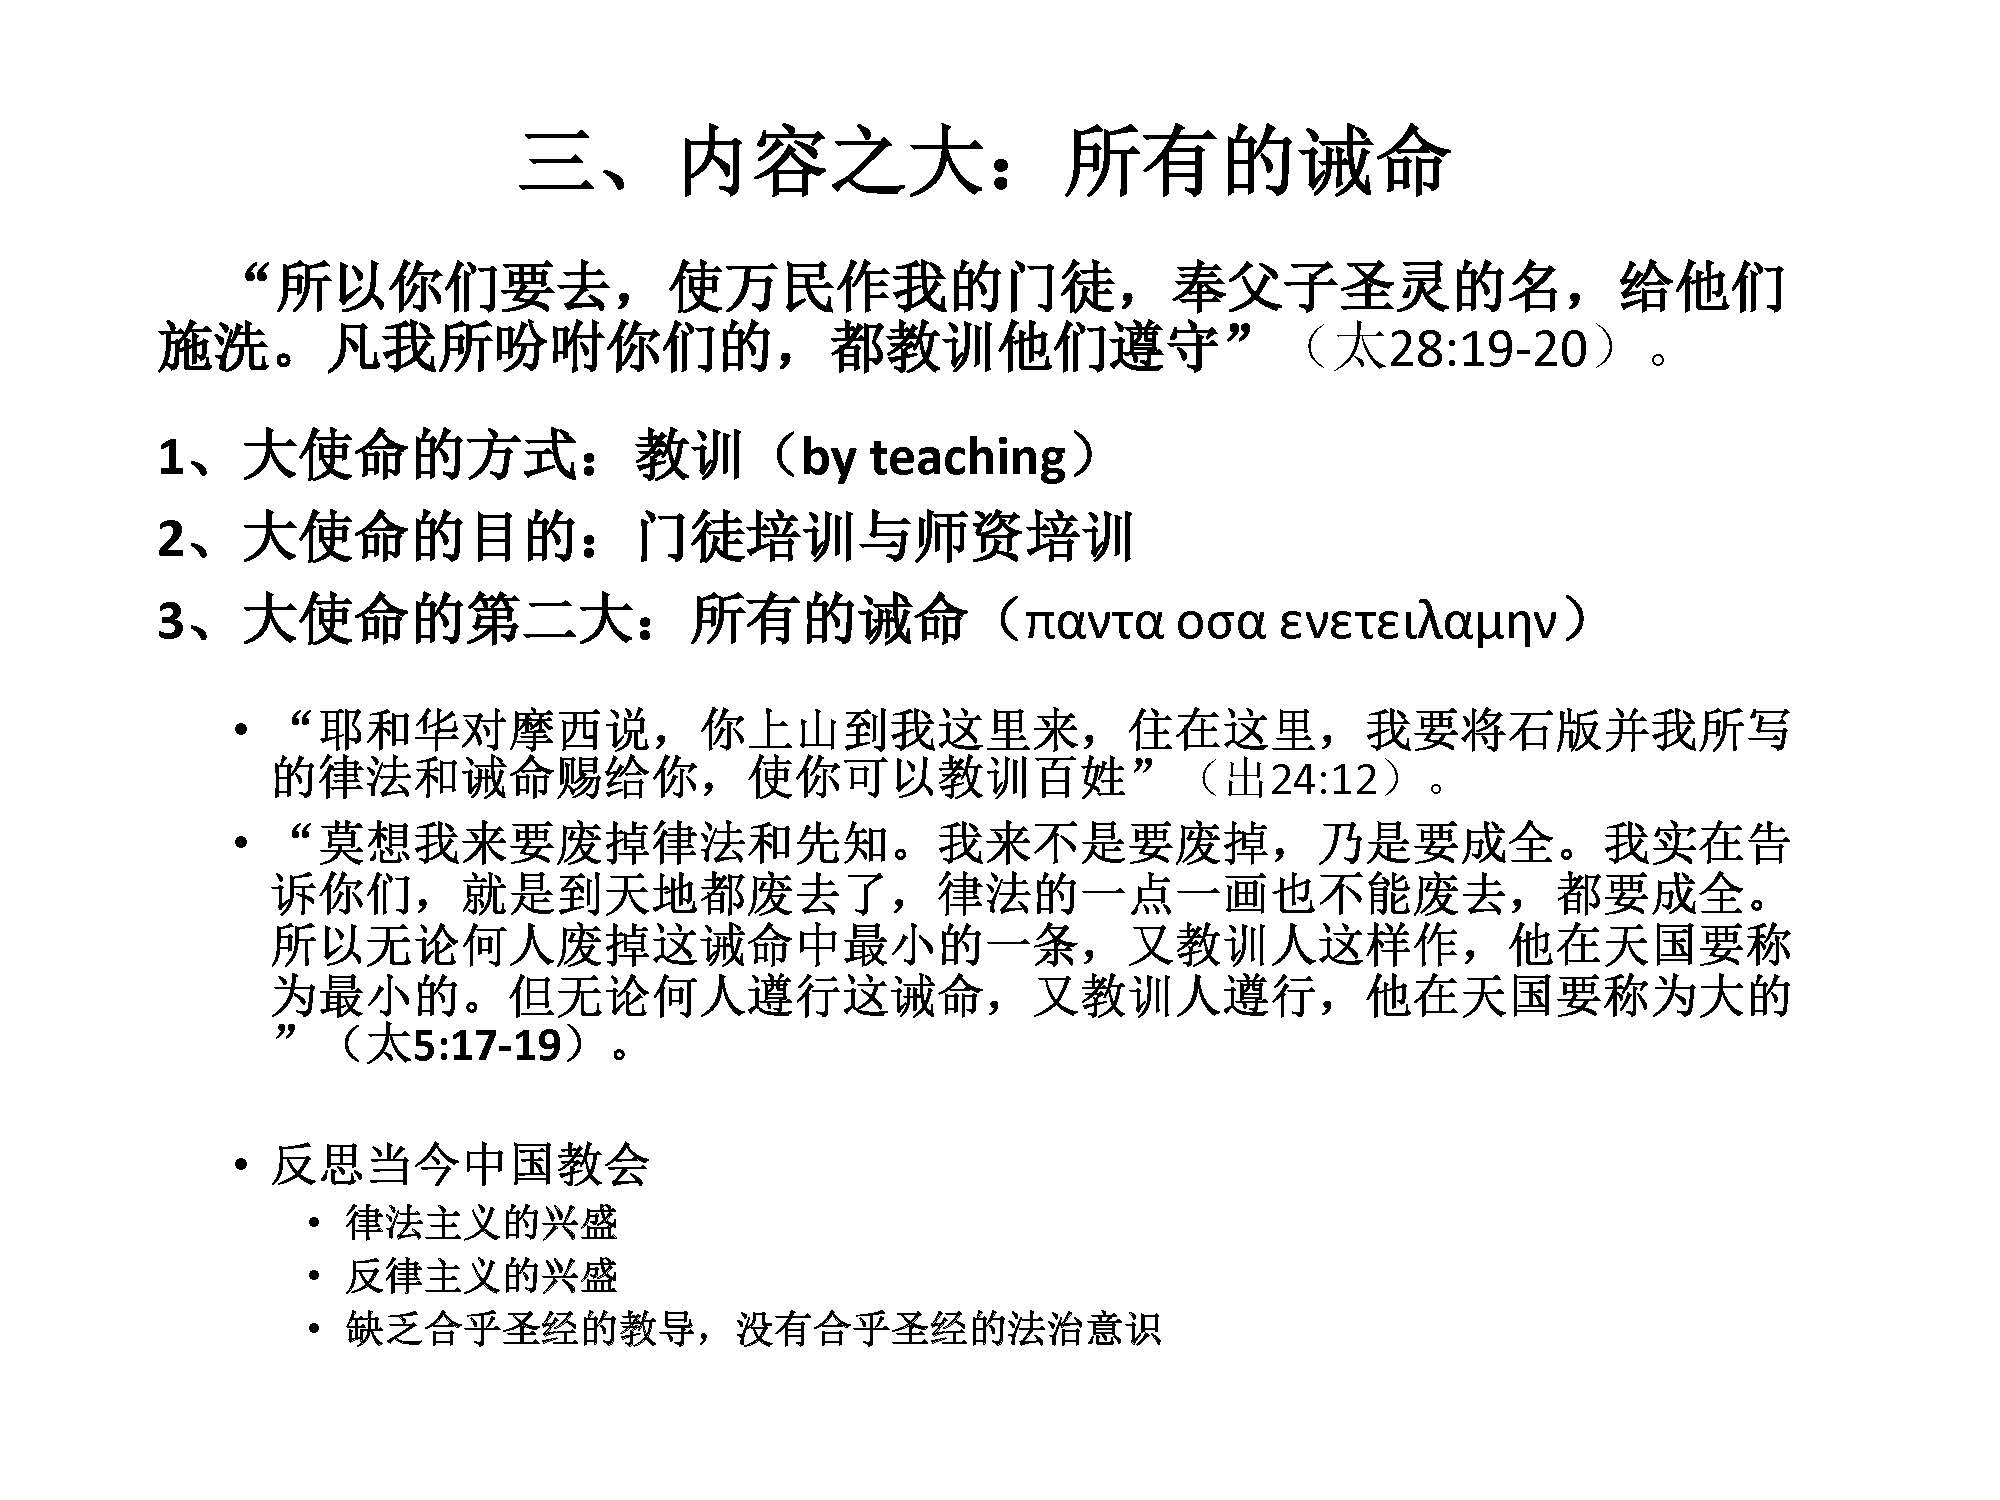 三、内容之大：所有的诫命
“所以你们要去，使万民作我的门徒，奉父子圣灵的名，给他们
施洗。凡我所吩咐你们的，都教训他们遵守”（太28:19-20）。
1、大使命的方式：教训（by teaching）
2、大使命的目的：门徒培训与师资培训
3、大使命的第二大：所有的诫命（παντα οσα ενετειλαμην）
• “耶和华对摩西说，你上山到我这里来，住在这里，我要将石版并我所写
的律法和诫命赐给你，使你可以教训百姓”（出24:12）。
• “莫想我来要废掉律法和先知。我来不是要废掉，乃是要成全。我实在告
诉你们，就是到天地都废去了，律法的一点一画也不能废去，都要成全。
所以无论何人废掉这诫命中最小的一条，又教训人这样作，他在天国要称
为最小的。但无论何人遵行这诫命，又教训人遵行，他在天国要称为大的
”（太5:17-19）。
• 反思当今中国教会
• 律法主义的兴盛
• 反律主义的兴盛
• 缺乏合乎圣经的教导，没有合乎圣经的法治意识